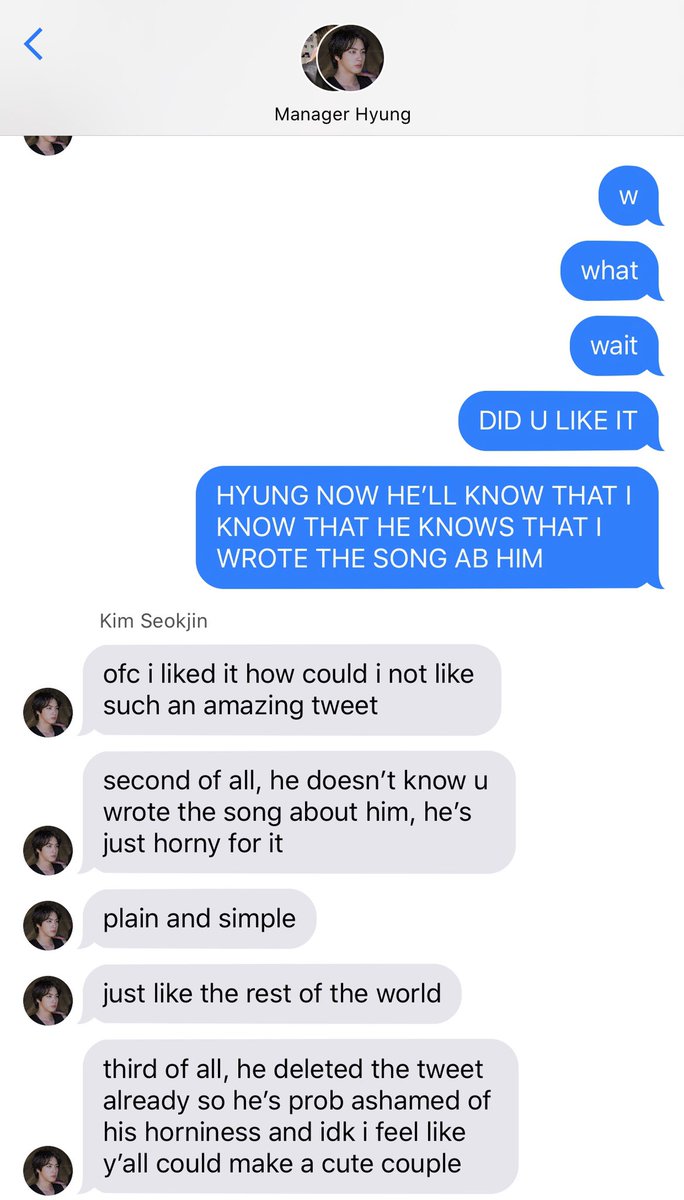 Manager Hyung
w
what
wait
DID U LIKE IT
HYUNG NOW HE’LL KNOW THAT I
KNOW THAT HE KNOWS THAT I
WROTE THE SONG AB HIM
Kim Seokjin
ofc i liked it how could i not like
such an amazing tweet
second of all, he doesn’t know u
wrote the song about him, he’s
just horny for it
plain and simple
just like the rest of the world
third of all, he deleted the tweet
already so he’s prob ashamed of
his horniness and idk i feel like
y’all could make a cute couple